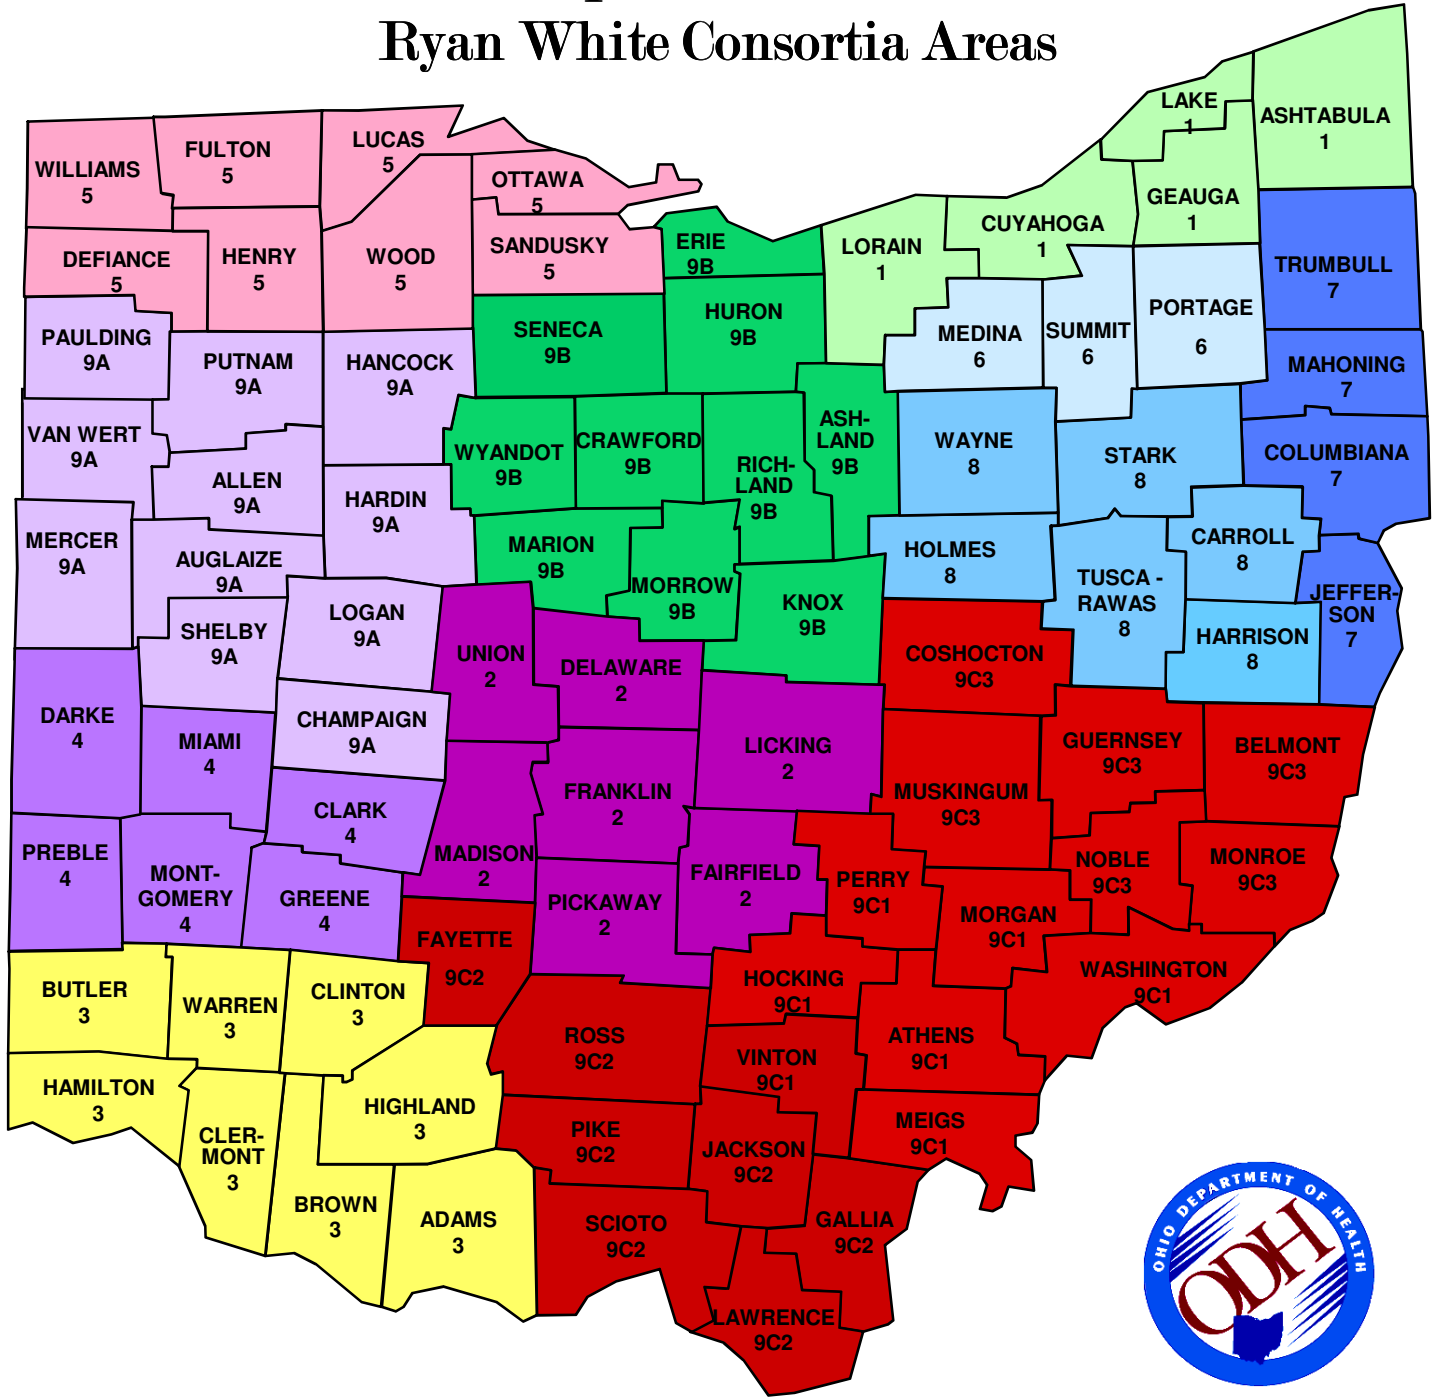 Ryan White Consortia Areas
LAKE
1
ASHTABULA
1
WILLIAMS
5
FULTON
5
LUCAS
5
OTTAWA
5
GEAUGA
1
CUYAHOGA
1
LORAIN
1
ERIE
9B
SANDUSKY
5
WOOD
5
HENRY
5
DEFIANCE
5
TRUMBULL
7
PORTAGE
6
SUMMIT
6
MEDINA
6
HURON
9B
SENECA
9B
HANCOCK
9A
PUTNAM
9A
PAULDING
9A
MAHONING
7
VAN WERT
9A
ALLEN
9A
HARDIN
9A
WYANDOT
9B
CRAWFORD
9B
RICH-
LAND
9B
ASH-
LAND
9B
WAYNE
8
STARK
8
COLUMBIANA
7
MERCER
9A
AUGLAIZE
9A
MARION
9B
MORROW
9B
KNOX
9B
HOLMES
8
TUSCA -
RAWAS
8
CARROLL
8
JEFFER-
SON
7
HARRISON
8
LOGAN
9A
SHELBY
9A
UNION
2
DELAWARE
2
COSHOCTON
9C3
DARKE
4
MIAMI
4
CHAMPAIGN
9A
LICKING
2
MUSKINGUM
9C3
GUERNSEY
9C3
BELMONT
9C3
CLARK
4
FRANKLIN
2
MADISON
2
PREBLE
4
MONT-
GOMERY
4
GREENE
4
FAIRFIELD
2
PERRY
9C1
NOBLE
9C3
MONROE
9C3
PICKAWAY
2
MORGAN
9C1
FAYETTE
9C2
HOCKING
9C1
WASHINGTON
9C1
BUTLER
3
WARREN
3
CLINTON
3
ROSS
9C2
VINTON
9C1
ATHENS
9C1
HAMILTON
3
CLER-
MONT
3
HIGHLAND
3
PIKE
9C2
JACKSON
9C2
MEIGS
9C1
BROWN
3
ADAMS
3
SCIOTO
9C2
GALLIA
9C2
LAWRENCE
9C2
OHIO DEPARTMENT OF HEALTH
ODH